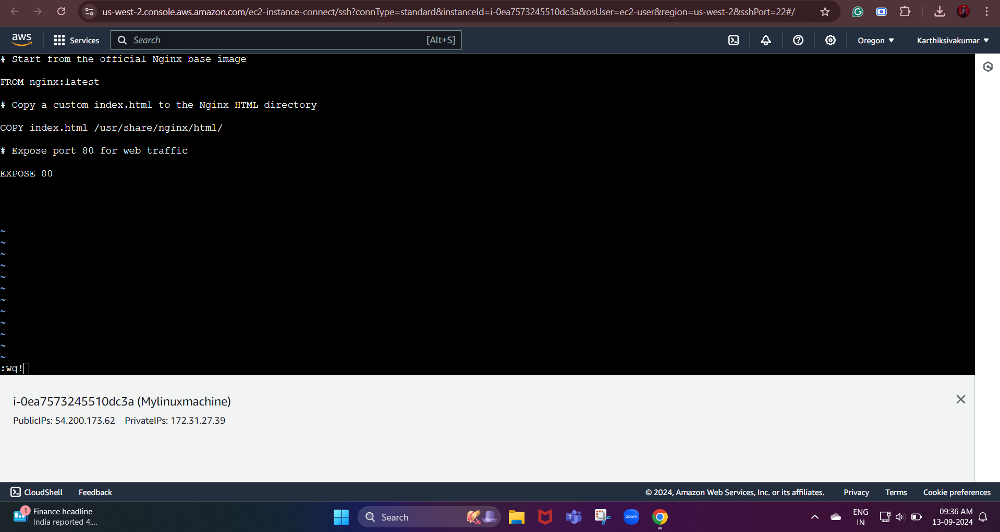 us-west-2.console.aws.amazon.com/ec2-instance-connect/ssh?connType=standard&instanceId=i-0ea7573245510dc3a&osUser=ec2-user&region=us-west-2&sshPort=22#/
aws Services Search [Alt+S] Oregon ▼ Karthiksivakumar ▼
# Start from the official Nginx base image
FROM nginx:latest
# Copy a custom index.html to the Nginx HTML directory
COPY index.html /usr/share/nginx/html/
# Expose port 80 for web traffic
EXPOSE 80
~
~
~
~
~
~
~
~
~
~
~
~
:wq!
i-0ea7573245510dc3a (Mylinuxmachine)
PublicIPs: 54.200.173.62 PrivateIPs: 172.31.27.39
CloudShell Feedback © 2024, Amazon Web Services, Inc. or its affiliates. Privacy Terms Cookie preferences
1 Finance headline
India reported 4....
Search
zoom
ENG
IN
09:36 AM
13-09-2024